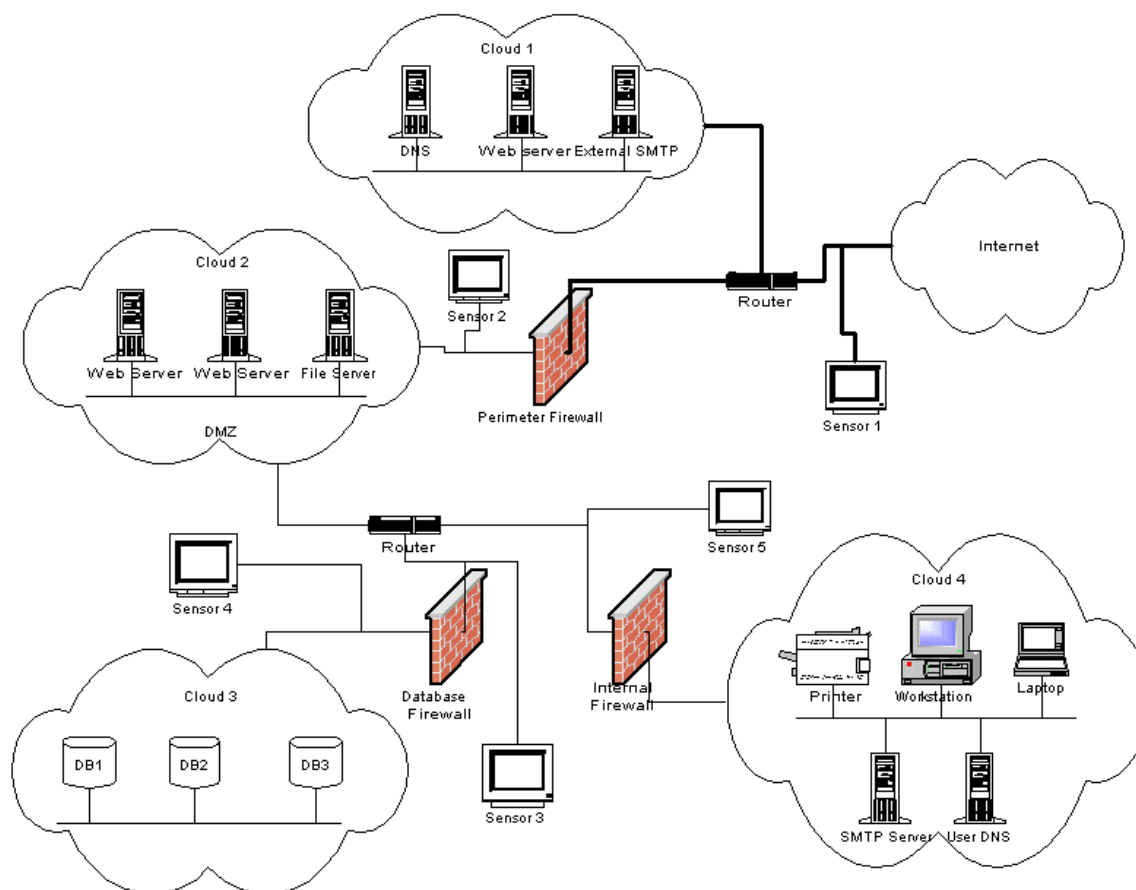 Cloud 1
DNS
Web server
External SMTP
Internet
Cloud 2
Sensor 2
Router
Web Server
Web Server
File Server
Perimeter Firewall
Sensor 1
DMZ
Router
Sensor 5
Sensor 4
Cloud 4
Database
Firewall
Internal
Firewall
Printer
Workstation
Laptop
Cloud 3
DB1
DB2
DB3
Sensor 3
SMTP Server
User DNS